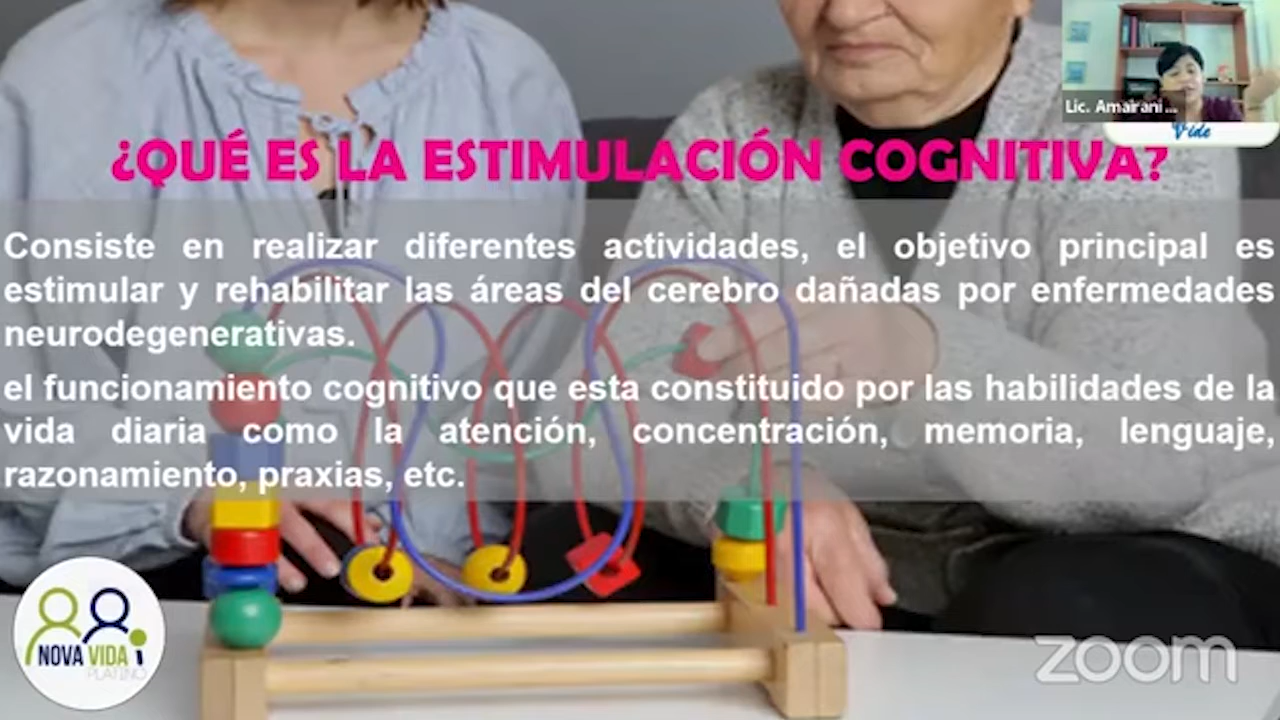 Lic. Amairani ...
Vide
¿QUÉ ES LA ESTIMULACIÓN COGNITIVA?
Consiste en realizar diferentes actividades, el objetivo principal es
estimular y rehabilitar las áreas del cerebro dañadas por enfermedades
neurodegenerativas.
el funcionamiento cognitivo que esta constituido por las habilidades de la
vida diaria como la atención, concentración, memoria, lenguaje,
razonamiento, praxias, etc.
NOVA VIDA
PLATINO
zoom